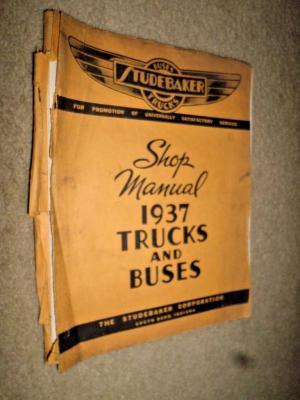 BUSES
STUDEBAKER
TRUCKS
FOR PROMOTION OF UNIVERSALLY SATISFACTORY SERVICE
Shop
Manual
1937
TRUCKS
AND
BUSES
THE STUDEBAKER CORPORATION
SOUTH BEND, INDIANA